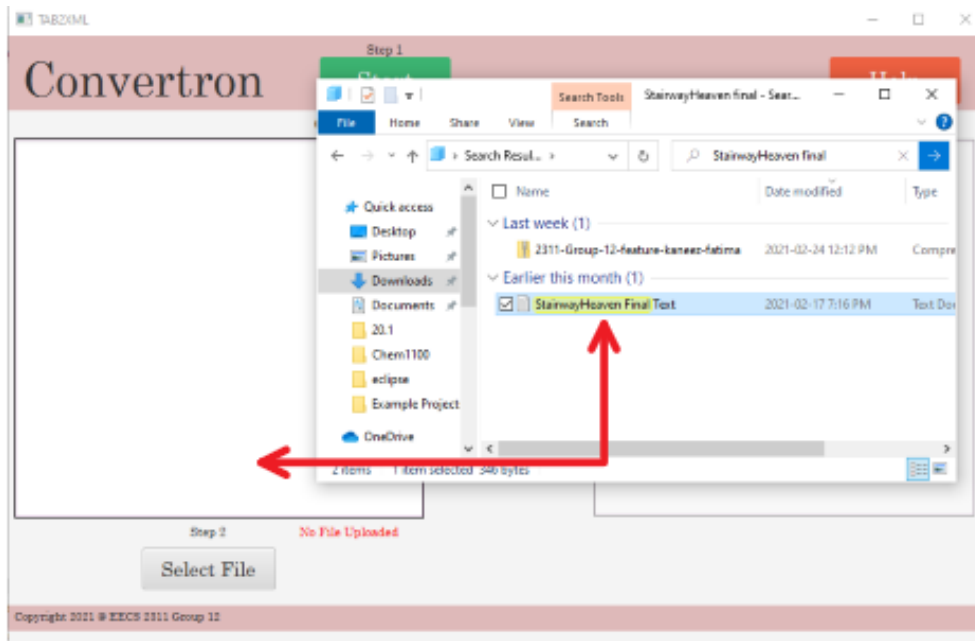 TAB2XML
Step 1
Convertron
Search Tools
StairwayHeaven final - Sear...
File Home Share View Search
Search Resul... StairwayHeaven final
Name Date modified Type
Quick access
Desktop
Pictures
Downloads
Documents
20.1
Chem1100
eclipse
Example Project
OneDrive
Last week (1)
2311-Group-12-feature-kaneez-fatima 2021-02-24 12:12 PM Compre
Earlier this month (1)
StairwayHeaven Final Text 2021-02-17 7:16 PM Text Doc
2 items 1 item selected 346 bytes
Step 2
No File Uploaded
Select File
Copyright 2021 @ EECS 2311 Group 12